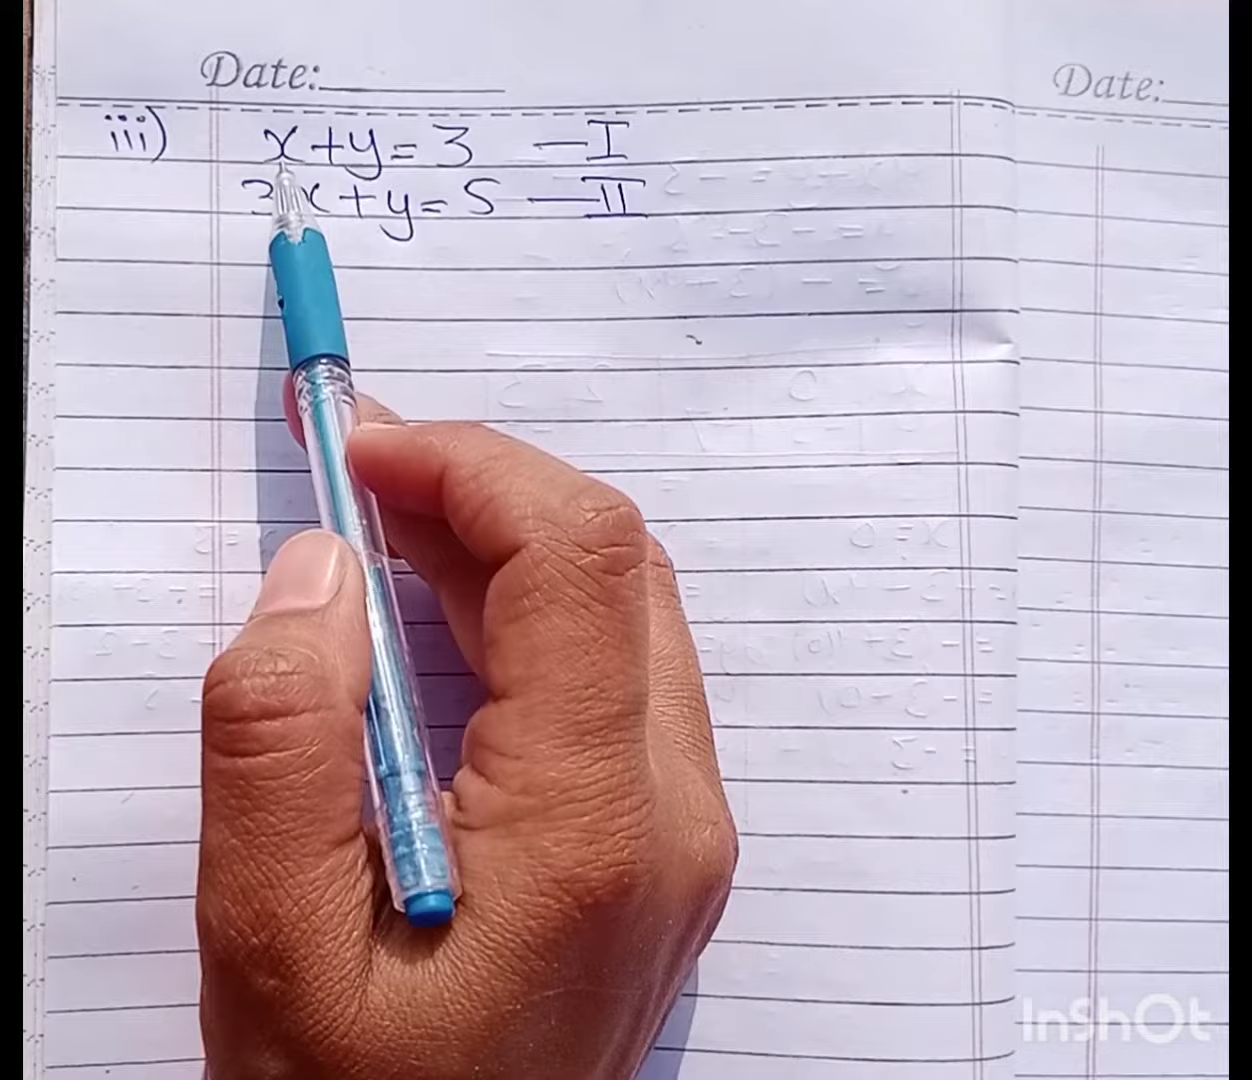 Date:
Date:
iii) x+y=3 —I
3x+y=5 —II
InShOt